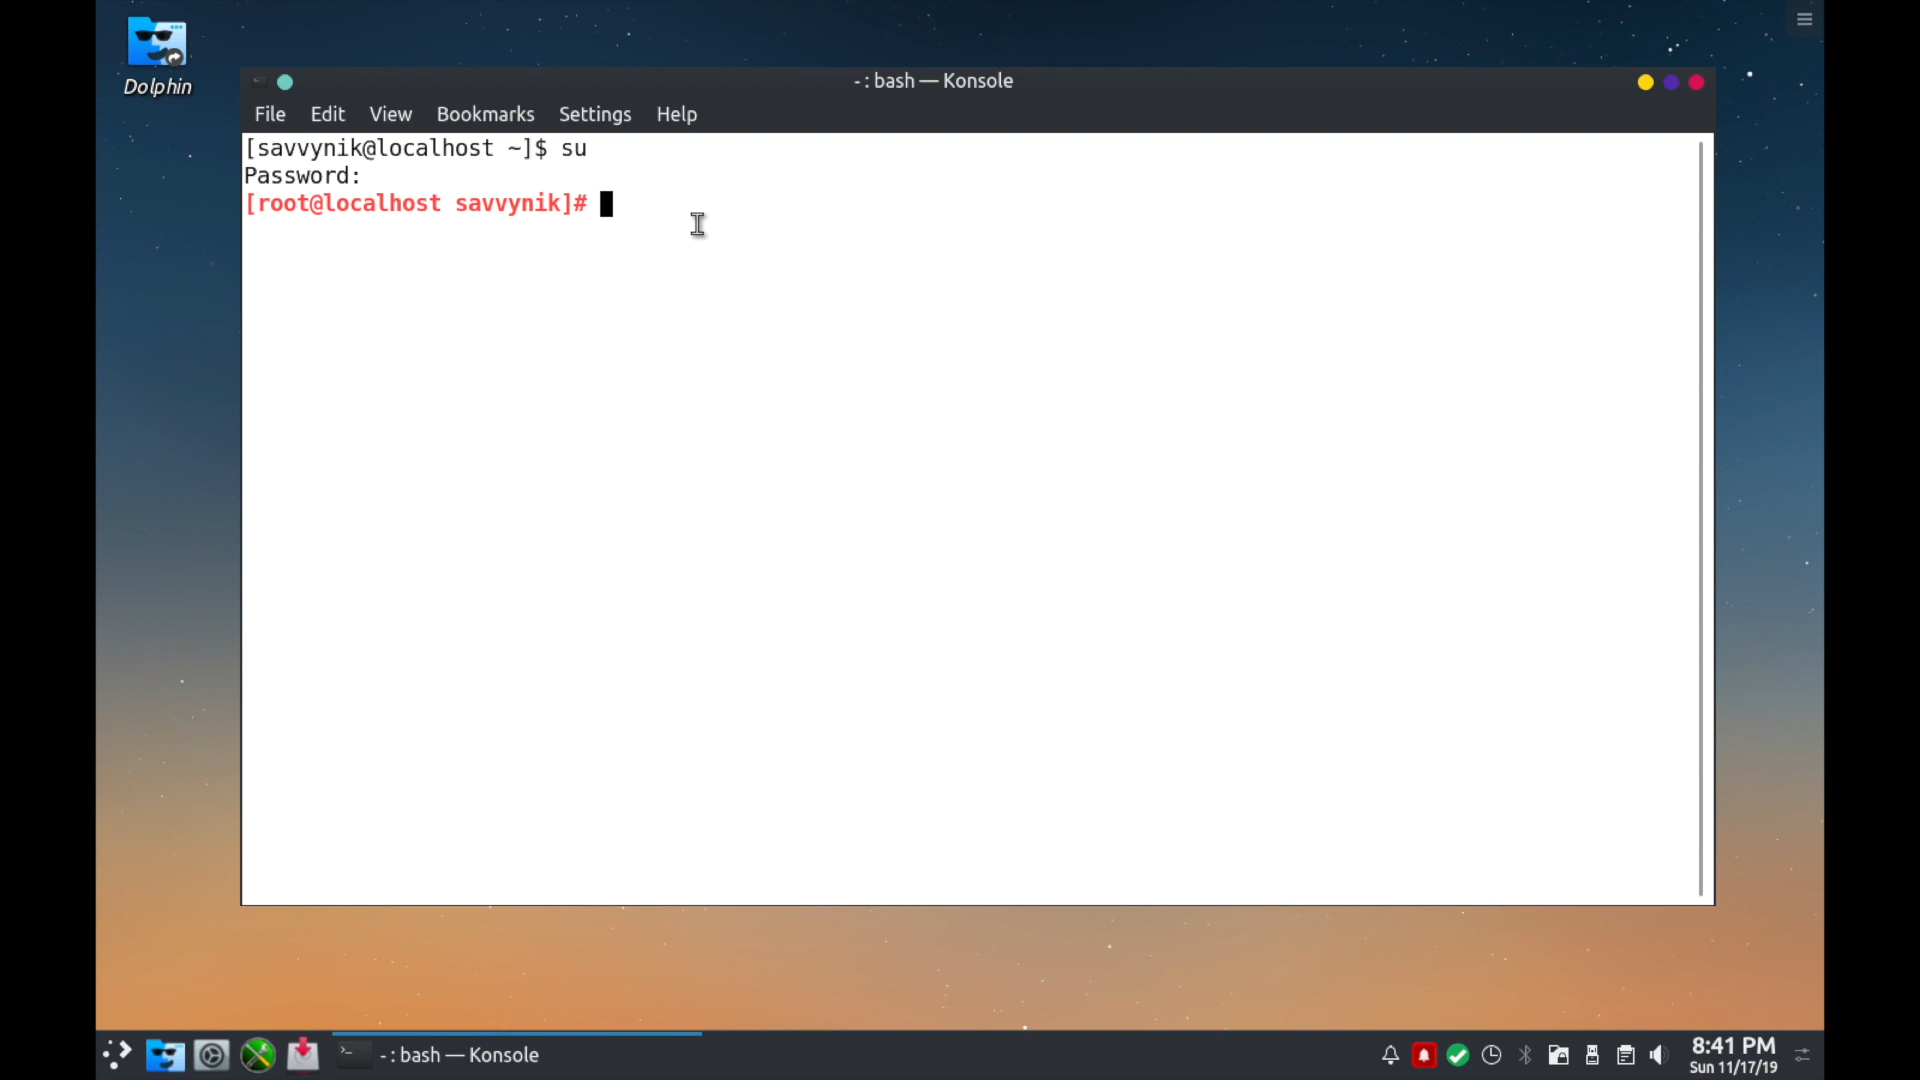 Dolphin
- : bash — Konsole
File Edit View Bookmarks Settings Help
[savvynik@localhost ~]$ su
Password:
[root@localhost savvynik]#
- : bash — Konsole
8:41 PM
Sun 11/17/19